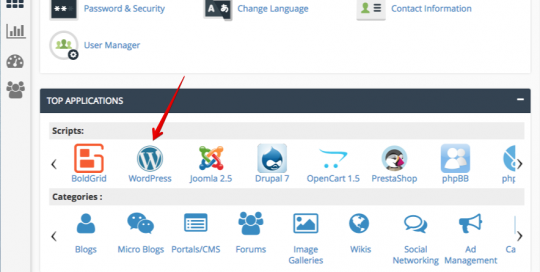 Password & Security
Change Language
Contact Information
User Manager
TOP APPLICATIONS
Scripts:
BoldGrid
WordPress
Joomla 2.5
Drupal 7
OpenCart 1.5
PrestaShop
phpBB
php
Categories :
Blogs
Micro Blogs
Portals/CMS
Forums
Image
Galleries
Wikis
Social
Networking
Ad
Management
Ca